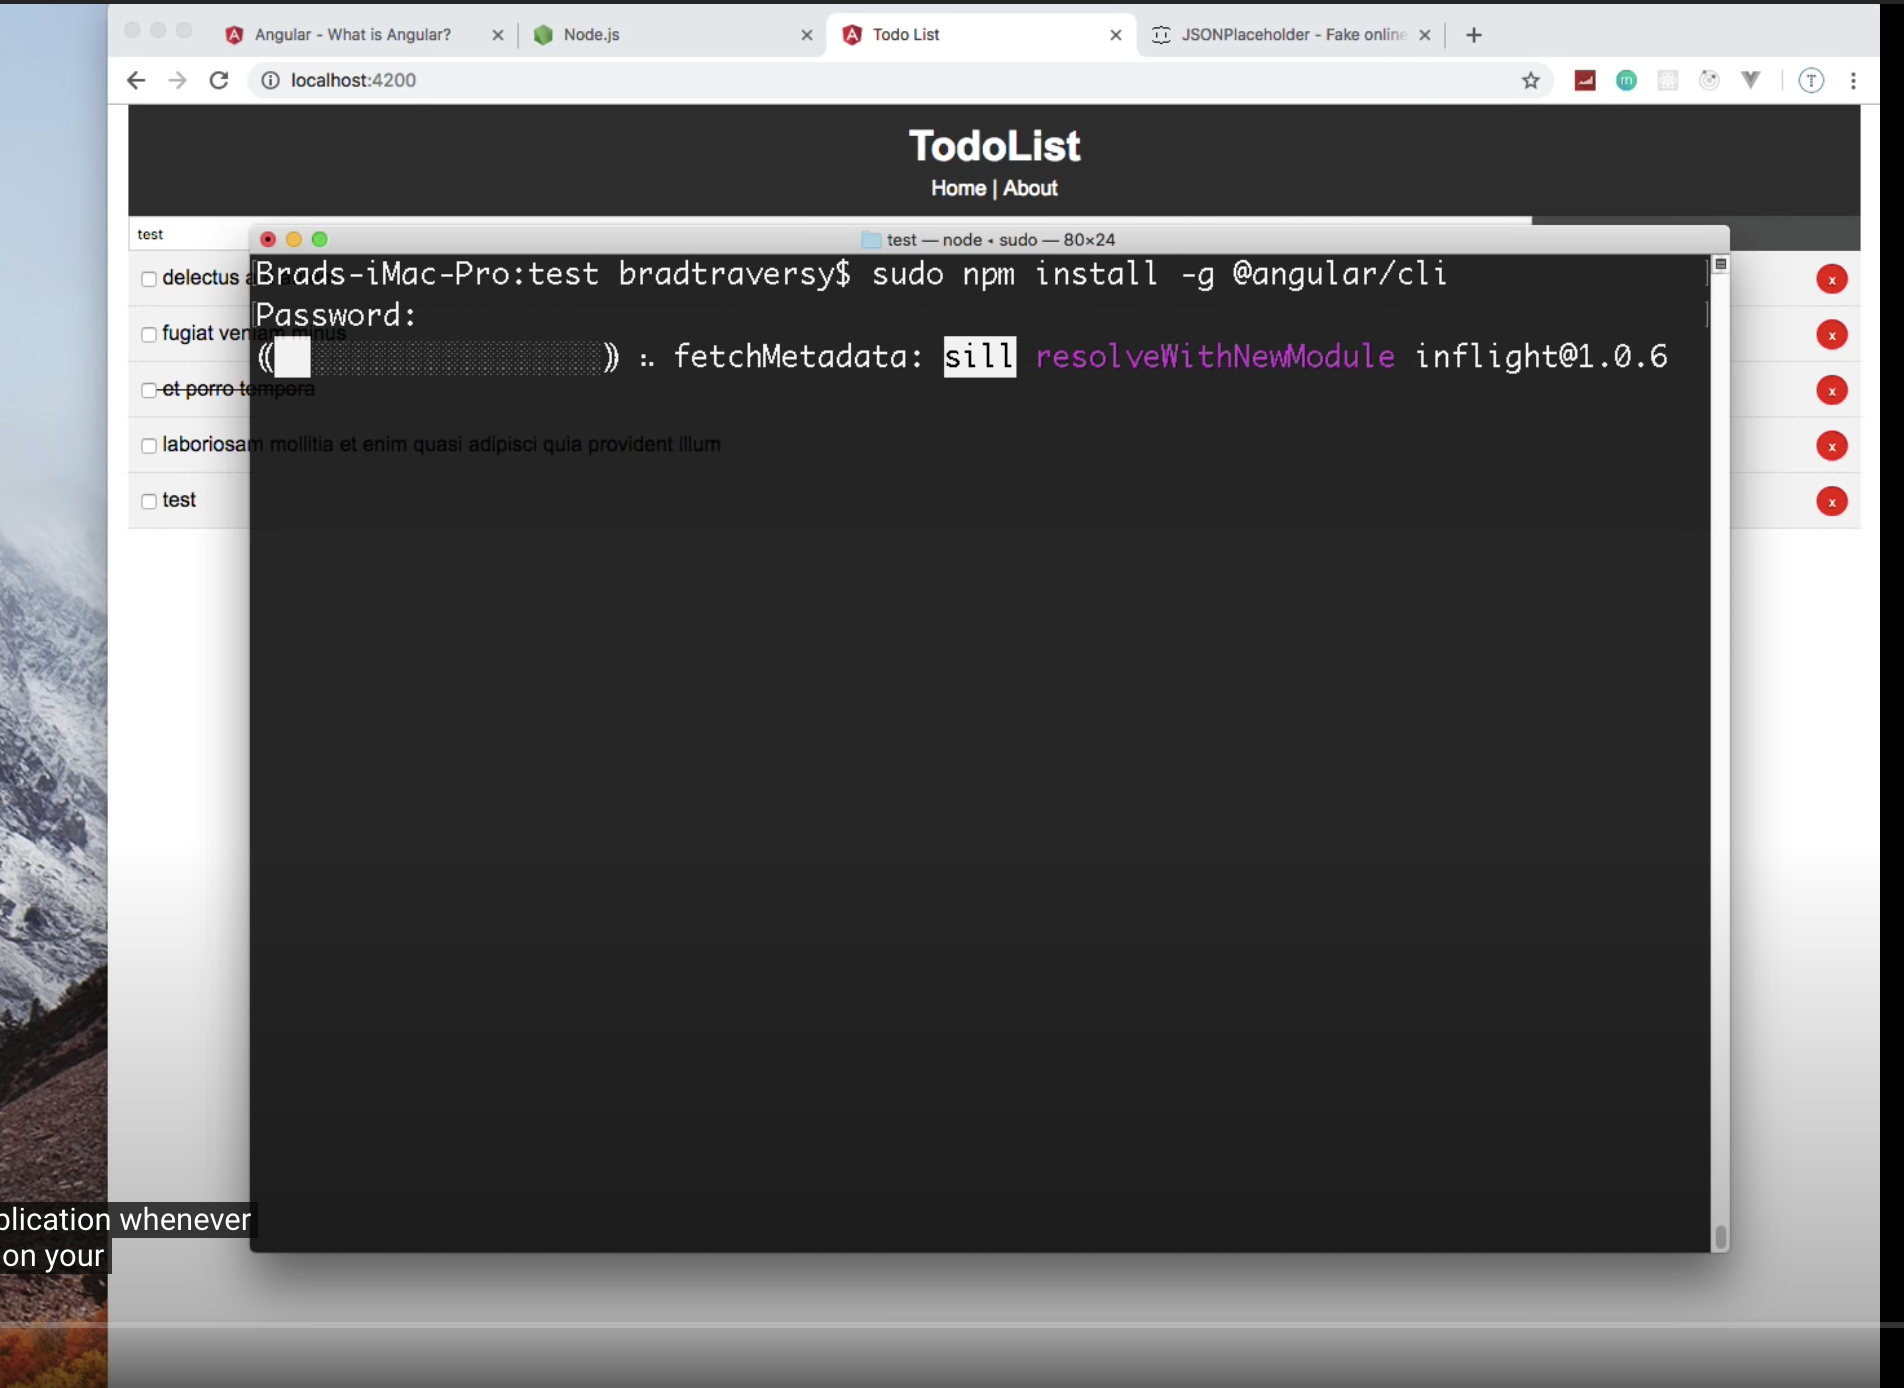 Angular - What is Angular?
Node.js
Todo List
JSONPlaceholder - Fake online
localhost:4200
TodoList
Home | About
test
test — node ◂ sudo — 80×24
Brads-iMac-Pro:test bradtraversy$ sudo npm install -g @angular/cli
Password:
fetchMetadata: sill resolveWithNewModule inflight@1.0.6
delectus
x
fugiat veniam minus
x
et porro tempora
x
laboriosam mollitia et enim quasi adipisci quia provident illum
x
test
x
plication whenever
on your